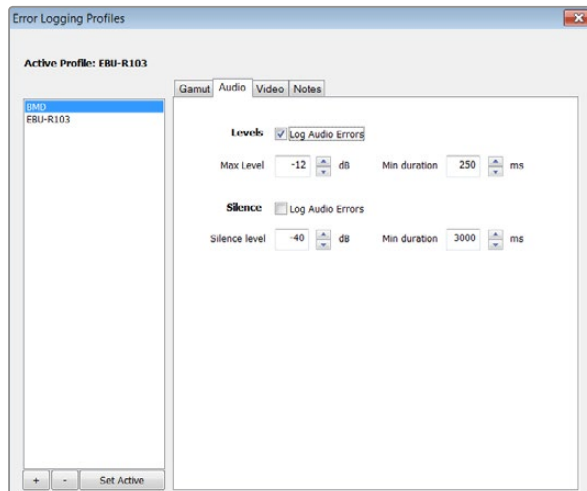 Error Logging Profiles
Active Profile: EBU-R103
Gamut Audio Video Notes
BMD
EBU-R103
Levels Log Audio Errors
Max Level -12 dB Min duration 250 ms
Silence Log Audio Errors
Silence level -40 dB Min duration 3000 ms
+ - Set Active